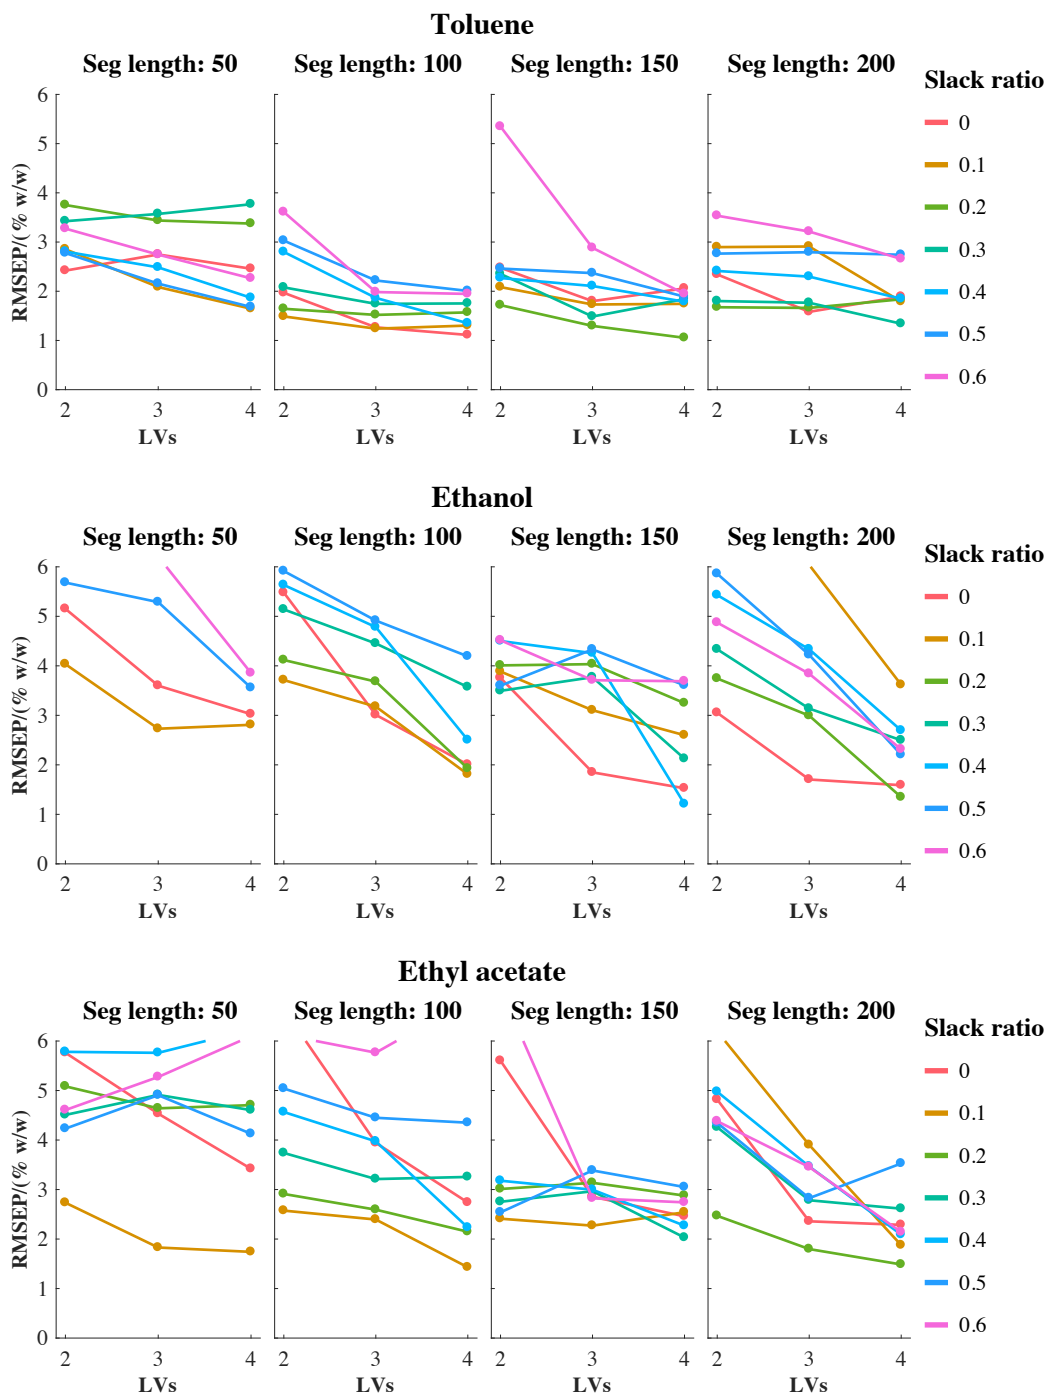 Toluene
Seg length: 50 Seg length: 100 Seg length: 150 Seg length: 200
Slack ratio
0
0.1
0.2
0.3
0.4
0.5
0.6
RMSEP/(% w/w)
6
5
4
3
2
1
0
2 3 4 2 3 4 2 3 4 2 3 4
LVs LVs LVs LVs
Ethanol
Seg length: 50 Seg length: 100 Seg length: 150 Seg length: 200
Slack ratio
0
0.1
0.2
0.3
0.4
0.5
0.6
RMSEP/(% w/w)
6
5
4
3
2
1
0
2 3 4 2 3 4 2 3 4 2 3 4
LVs LVs LVs LVs
Ethyl acetate
Seg length: 50 Seg length: 100 Seg length: 150 Seg length: 200
Slack ratio
0
0.1
0.2
0.3
0.4
0.5
0.6
RMSEP/(% w/w)
6
5
4
3
2
1
0
2 3 4 2 3 4 2 3 4 2 3 4
LVs LVs LVs LVs